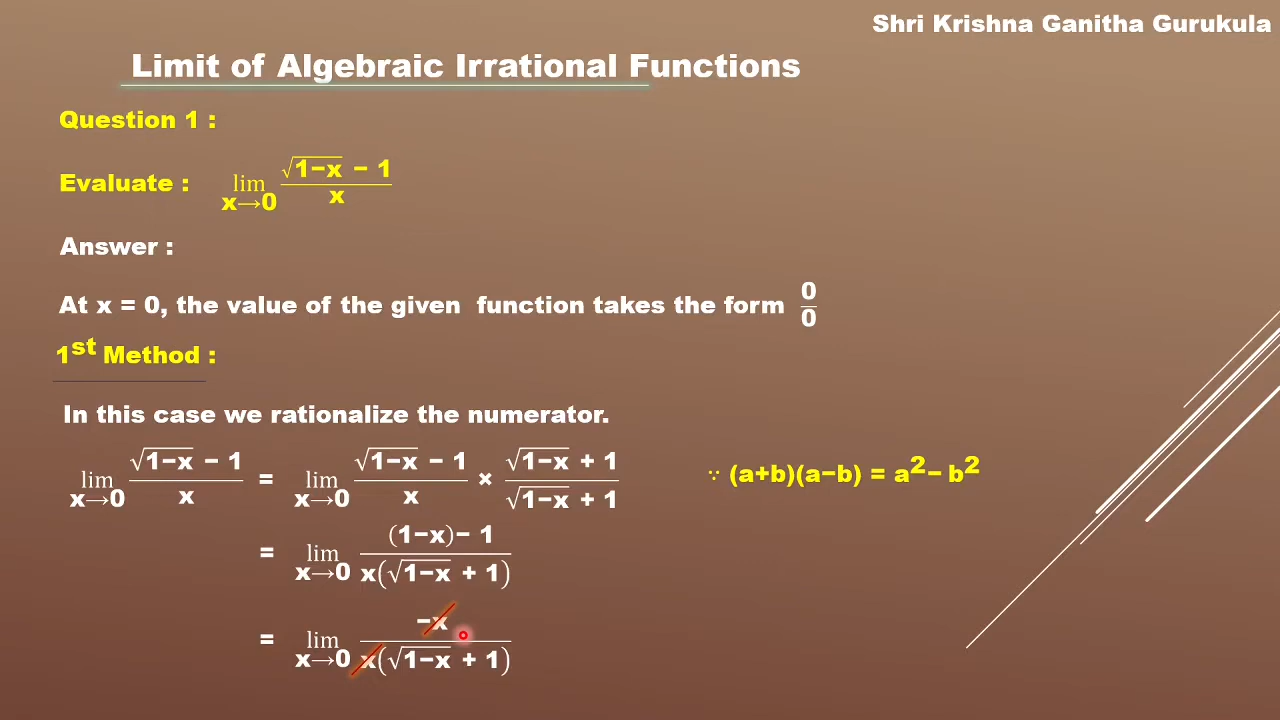 Shri Krishna Ganitha Gurukula
Limit of Algebraic Irrational Functions
Question 1 :
Evaluate : lim x→0 (√(1−x) − 1)/x
Answer :
At x = 0, the value of the given function takes the form 0/0
1st Method :
In this case we rationalize the numerator.
lim x→0 (√(1−x) − 1)/x = lim x→0 (√(1−x) − 1)/x × (√(1−x) + 1)/(√(1−x) + 1) ∵ (a+b)(a−b) = a² − b²
= lim x→0 ((1−x) − 1)/(x(√(1−x) + 1))
= lim x→0 −x/(x(√(1−x) + 1))